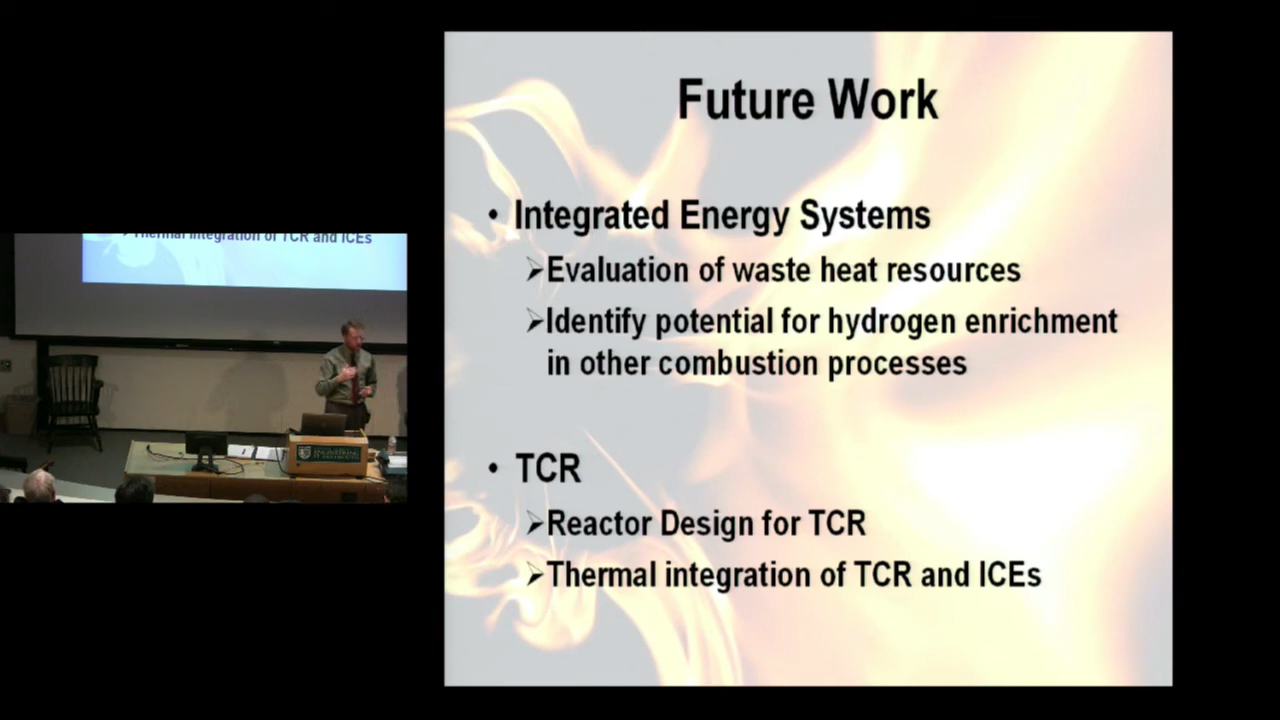 Future Work
• Integrated Energy Systems
➢Evaluation of waste heat resources
➢Identify potential for hydrogen enrichment
in other combustion processes
• TCR
➢Reactor Design for TCR
➢Thermal integration of TCR and ICEs
Thermal integration of TCR and ICEs
ENGINEERING